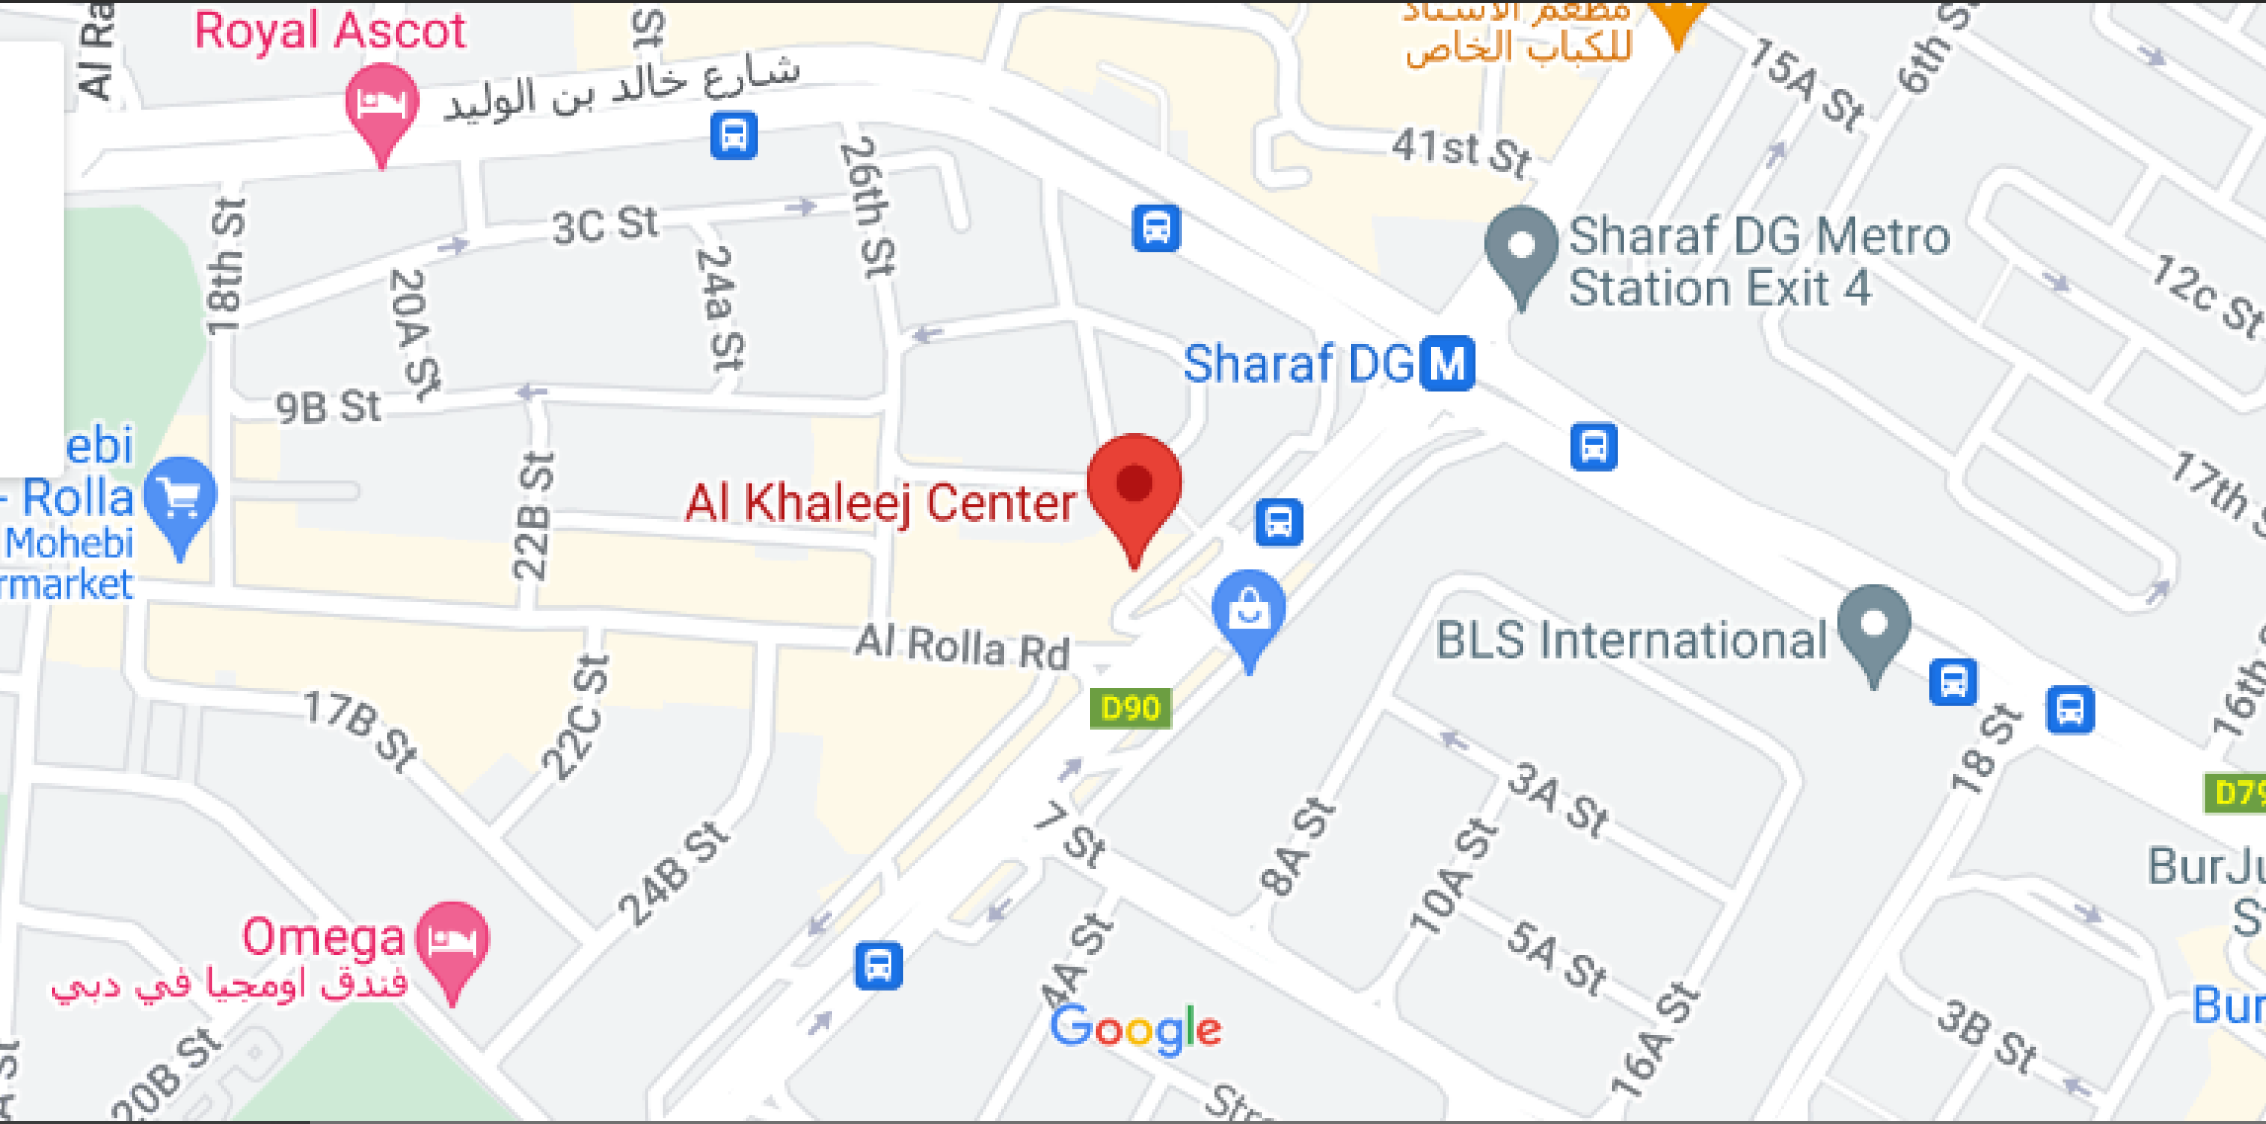 Royal Ascot
شارع خالد بن الوليد
مطعم الاستاذ
للكباب الخاص
Al Ra
St
15A St
6th S
41st St
26th St
18th St
3C St
24a St
20A St
Sharaf DG Metro
Station Exit 4
12c St
Sharaf DG
M
9B St
ebi
- Rolla
Mohebi
rmarket
22B St
Al Khaleej Center
17th S
Al Rolla Rd
BLS International
D90
16th
22C St
17B St
18 St
3A St
D79
7 St
8A St
10A St
24B St
BurJu
S
Omega
فندق اوميجا في دبي
4A St
5A St
Bur
3B St
16A St
Google
20B St
A St
Stre